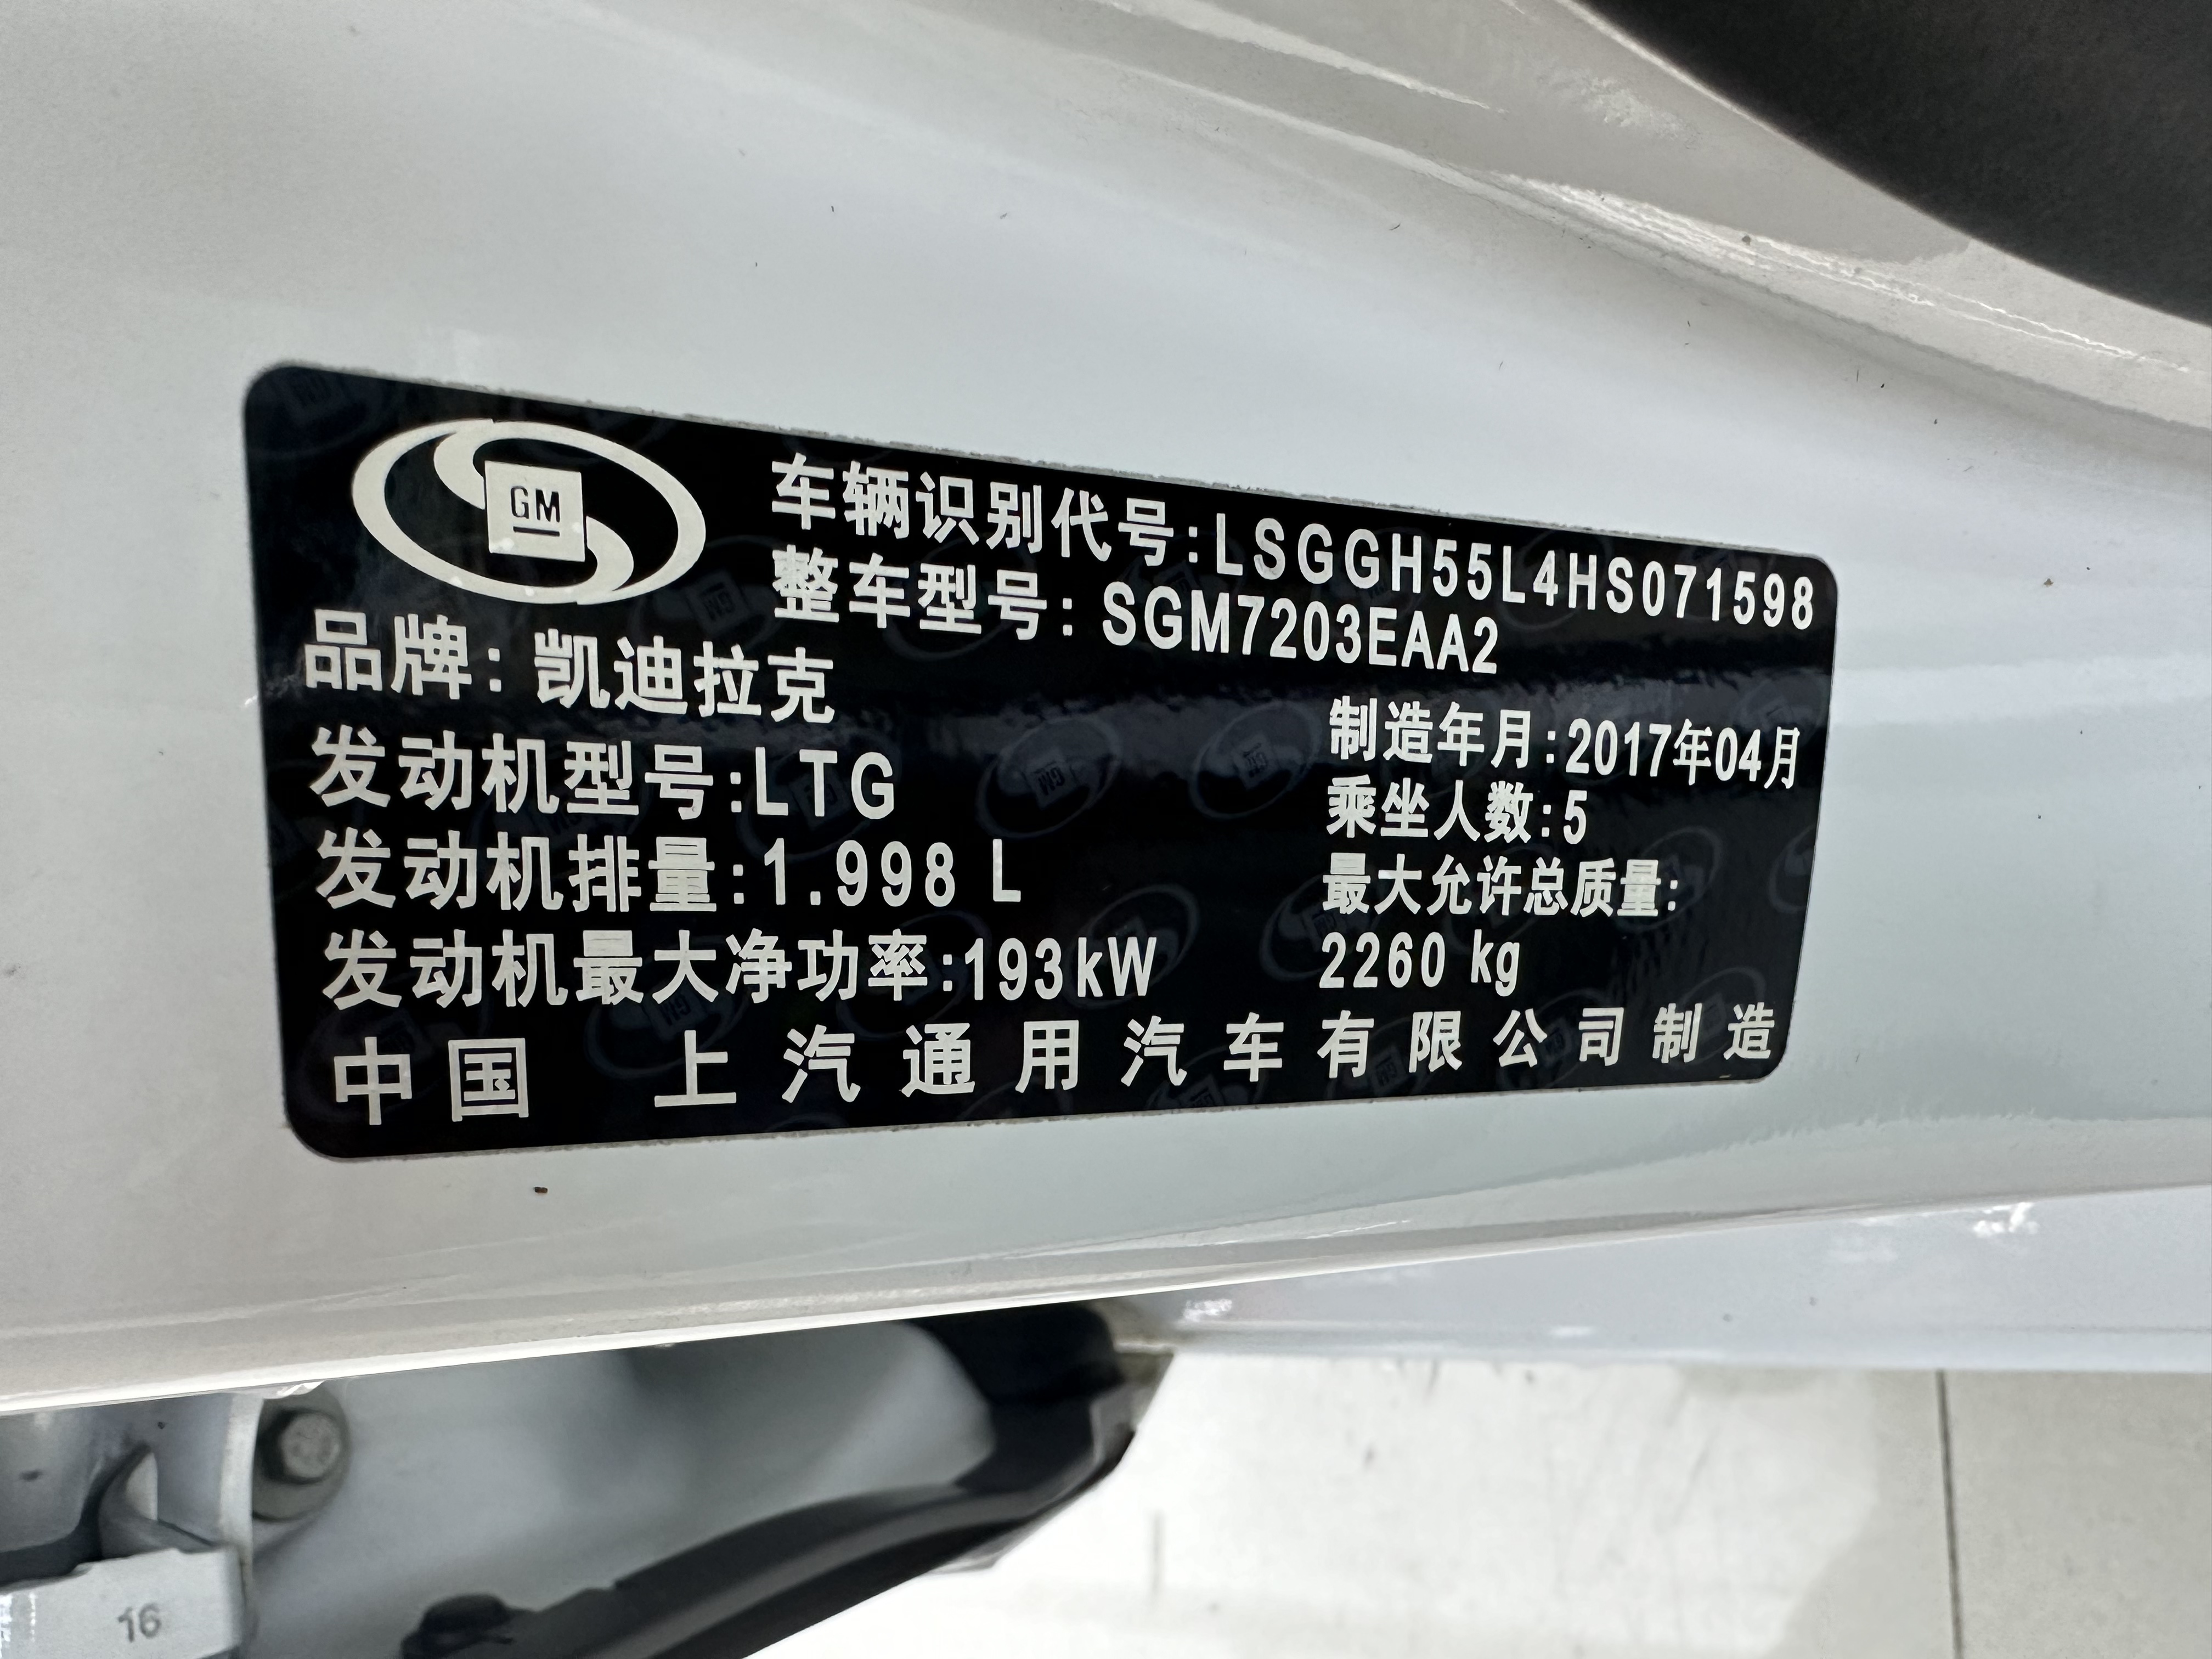 GM
车辆识别代号:LSGGH55L4HS071598
整车型号: SGM7203EAA2
品牌: 凯迪拉克
发动机型号:LTG
发动机排量:1.998 L
发动机最大净功率:193kW
制造年月:2017年04月
乘坐人数:5
最大允许总质量:
2260 kg
中国 上汽通用汽车有限公司制造
16